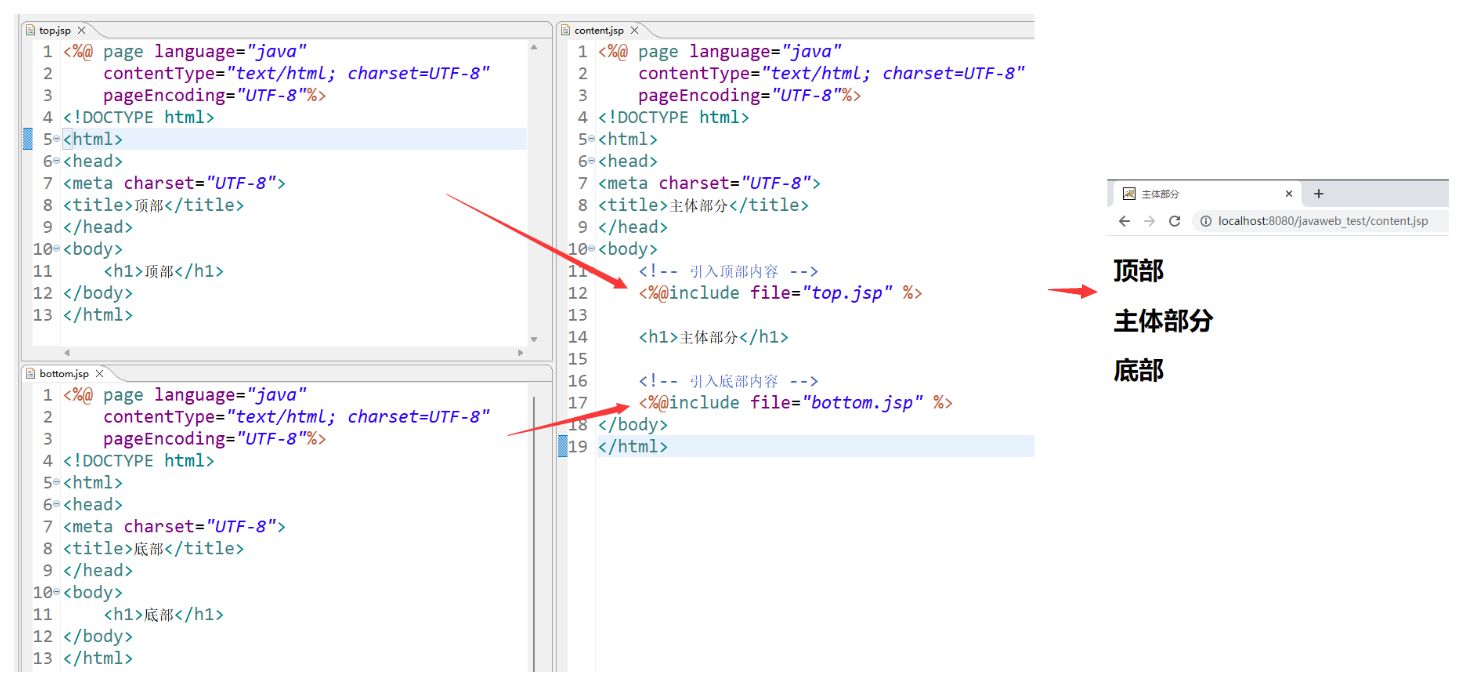 top.jsp
1 <%@ page language="java"
2     contentType="text/html; charset=UTF-8"
3     pageEncoding="UTF-8"%>
4 <!DOCTYPE html>
5 <html>
6 <head>
7 <meta charset="UTF-8">
8 <title>顶部</title>
9 </head>
10 <body>
11     <h1>顶部</h1>
12 </body>
13 </html>
bottom.jsp
1 <%@ page language="java"
2     contentType="text/html; charset=UTF-8"
3     pageEncoding="UTF-8"%>
4 <!DOCTYPE html>
5 <html>
6 <head>
7 <meta charset="UTF-8">
8 <title>底部</title>
9 </head>
10 <body>
11     <h1>底部</h1>
12 </body>
13 </html>
content.jsp
1 <%@ page language="java"
2     contentType="text/html; charset=UTF-8"
3     pageEncoding="UTF-8"%>
4 <!DOCTYPE html>
5 <html>
6 <head>
7 <meta charset="UTF-8">
8 <title>主体部分</title>
9 </head>
10 <body>
11     <!-- 引入顶部内容 -->
12     <%@include file="top.jsp" %>
13
14     <h1>主体部分</h1>
15
16     <!-- 引入底部内容 -->
17     <%@include file="bottom.jsp" %>
18 </body>
19 </html>
主体部分
localhost:8080/javaweb_test/content.jsp
顶部
主体部分
底部